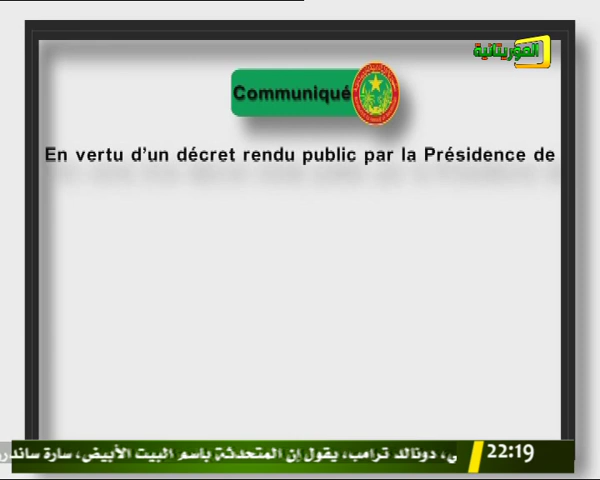 الموريتانية
Communiqué
En vertu d’un décret rendu public par la Présidence de
ي، دونالد ترامب، يقول إن المتحدثة باسم البيت الأبيض، سارة ساندرز 22:19